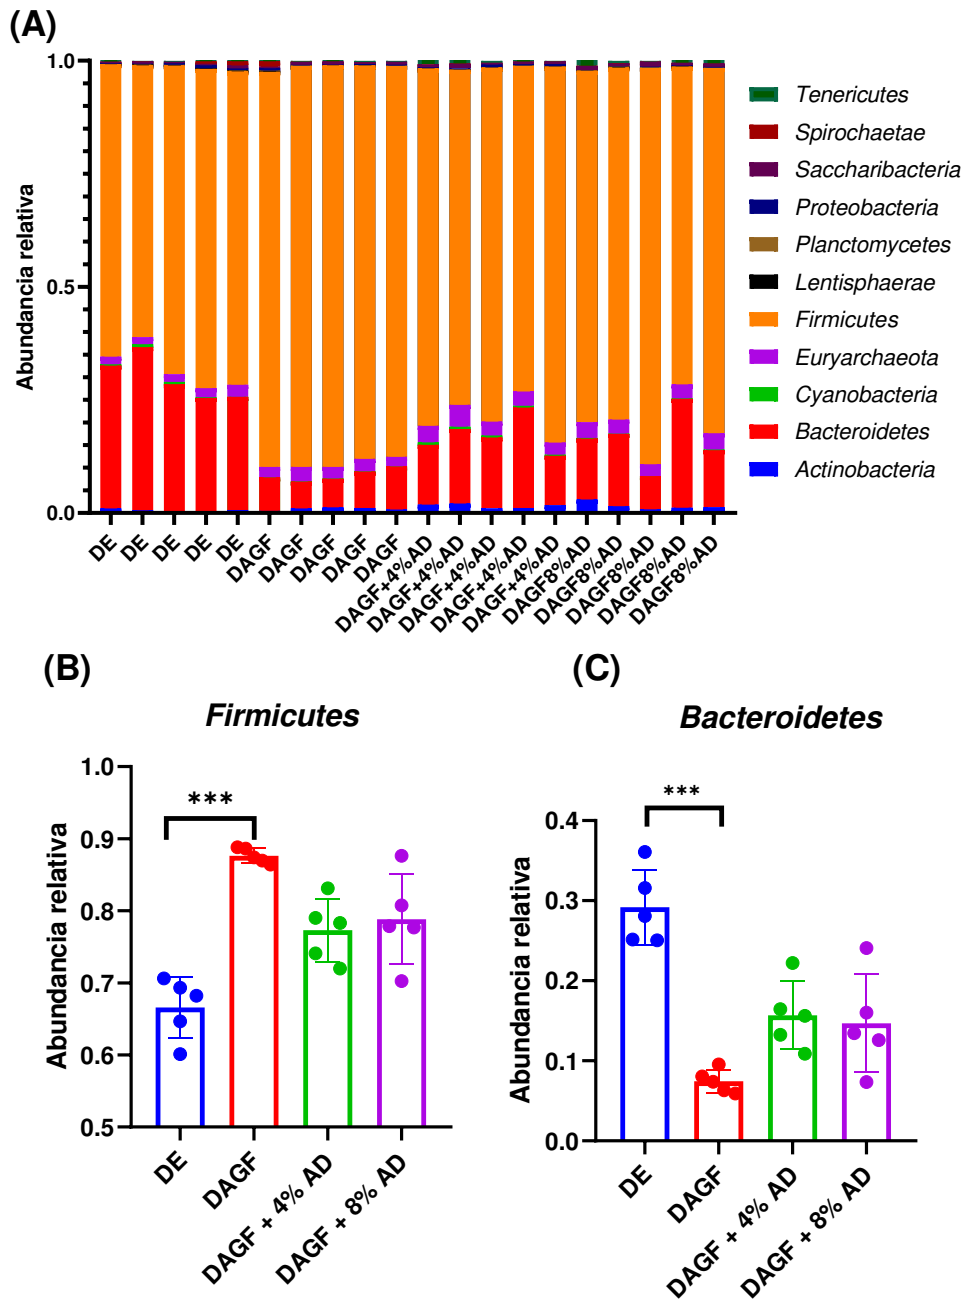 (A)
Abundancia relativa
1.0
0.5
0.0
DE
DE
DE
DE
DE
DAGF
DAGF
DAGF
DAGF
DAGF
DAGF+4%AD
DAGF+4%AD
DAGF+4%AD
DAGF+4%AD
DAGF+4%AD
DAGF8%AD
DAGF8%AD
DAGF8%AD
DAGF8%AD
DAGF8%AD
Tenericutes
Spirochaetae
Saccharibacteria
Proteobacteria
Planctomycetes
Lentisphaerae
Firmicutes
Euryarchaeota
Cyanobacteria
Bacteroidetes
Actinobacteria
(B)
Firmicutes
Abundancia relativa
1.0
0.9
0.8
0.7
0.6
0.5
***
DE
DAGF
DAGF + 4% AD
DAGF + 8% AD
(C)
Bacteroidetes
Abundancia relativa
0.4
0.3
0.2
0.1
0.0
***
DE
DAGF
DAGF + 4% AD
DAGF + 8% AD